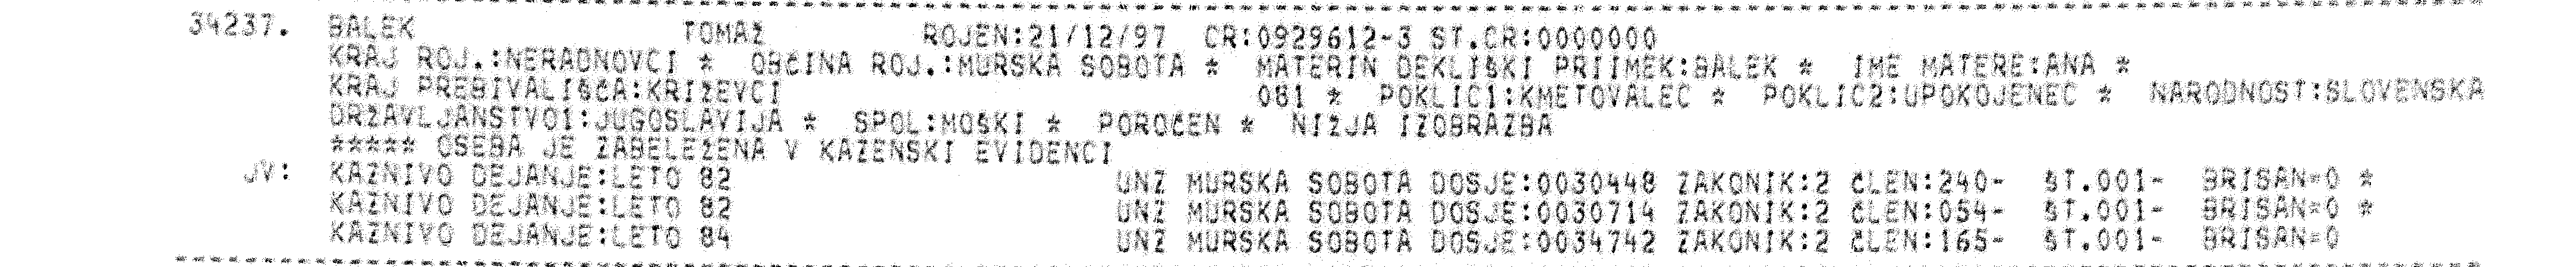 34237. BALEK TOMAŽ ROJEN:21/12/97 CR:0929612-3 ST.CR:0000000
KRAJ ROJ.:NERADNOVCI * OBČINA ROJ.:MURSKA SOBOTA * MATERIN DEKLIŠKI PRIIMEK:BALEK * IME MATERE:ANA *
KRAJ PREBIVALIŠČA:KRIŽEVCI 081 * POKLIC1:KMETOVALEC * POKLIC2:UPOKOJENEC * NARODNOST:SLOVENSKA
DRŽAVLJANSTVO1:JUGOSLAVIJA * SPOL:MOŠKI * POROČEN * NIŽJA IZOBRAZBA
***** OSEBA JE ZABELEŽENA V KAZENSKI EVIDENCI
JV: KAZNIVO DEJANJE:LETO 82 UNZ MURSKA SOBOTA DOSJE:0030448 ZAKONIK:2 ČLEN:240- ŠT.001- BRISAN=0 *
KAZNIVO DEJANJE:LETO 82 UNZ MURSKA SOBOTA DOSJE:0030714 ZAKONIK:2 ČLEN:054- ŠT.001- BRISAN=0 *
KAZNIVO DEJANJE:LETO 84 UNZ MURSKA SOBOTA DOSJE:0034742 ZAKONIK:2 ČLEN:165- ŠT.001- BRISAN=0